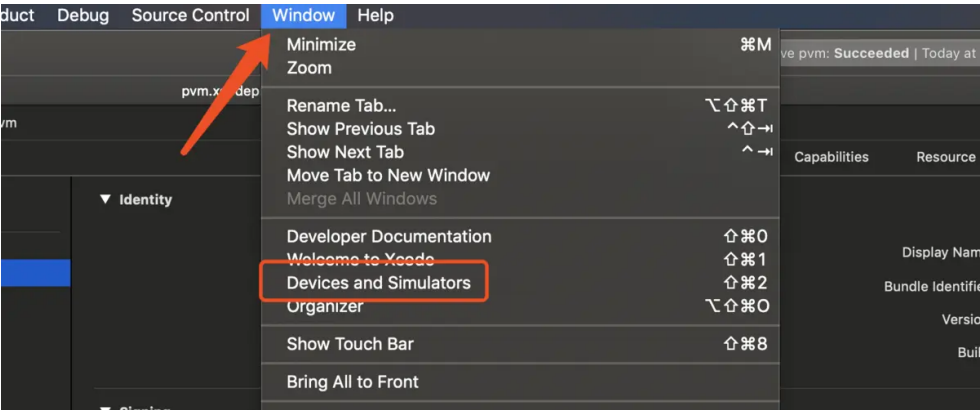 duct Debug Source Control Window Help
Minimize ⌘M
ve pvm: Succeeded | Today at
Zoom
Rename Tab... ⌥⇧⌘T
vm
Show Previous Tab ^⇧⇥
Show Next Tab ^⇥
Capabilities Resource
Move Tab to New Window
Merge All Windows
▼ Identity
Developer Documentation ⇧⌘0
Display Nam
Welcome to Xcode ⇧⌘1
Devices and Simulators ⇧⌘2
Bundle Identifie
Organizer ⌥⇧⌘O
Versio
Show Touch Bar ⇧⌘8
Buil
Bring All to Front
▼ Signing